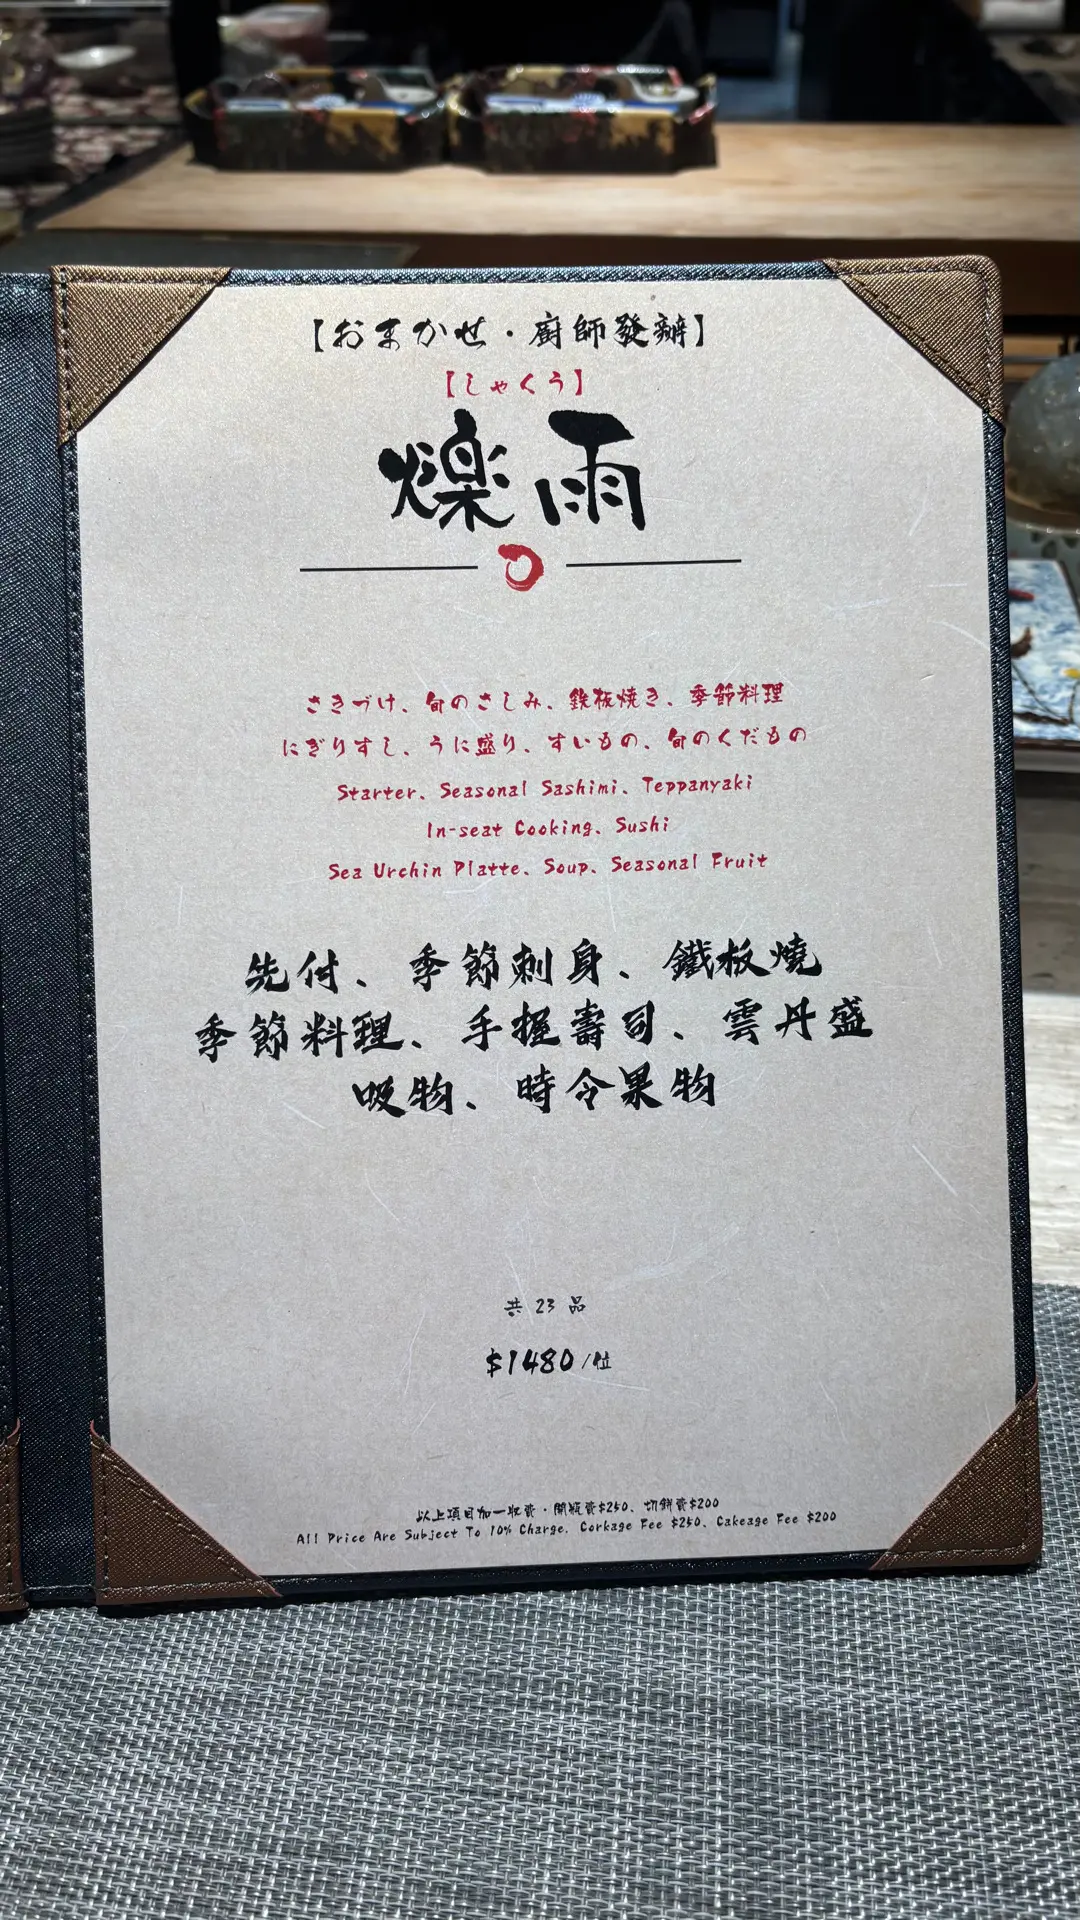 【おまかせ・廚師發辦】
【しゃくう】
爍雨
さきづけ、旬のさしみ、鉄板焼き、季節料理
にぎりすし、うに盛り、すいもの、旬のくだもの
Starter、Seasonal Sashimi、Teppanyaki
In-seat Cooking、Sushi
Sea Urchin Platte、Soup、Seasonal Fruit
先付、季節刺身、鐵板燒
季節料理、手握壽司、雲丹盛
吸物、時令果物
共 23 品
$1480/位
以上項目加一收費・開瓶費$250、切餅費$200
All Price Are Subject To 10% Charge. Corkage Fee $250、Cakeage Fee $200